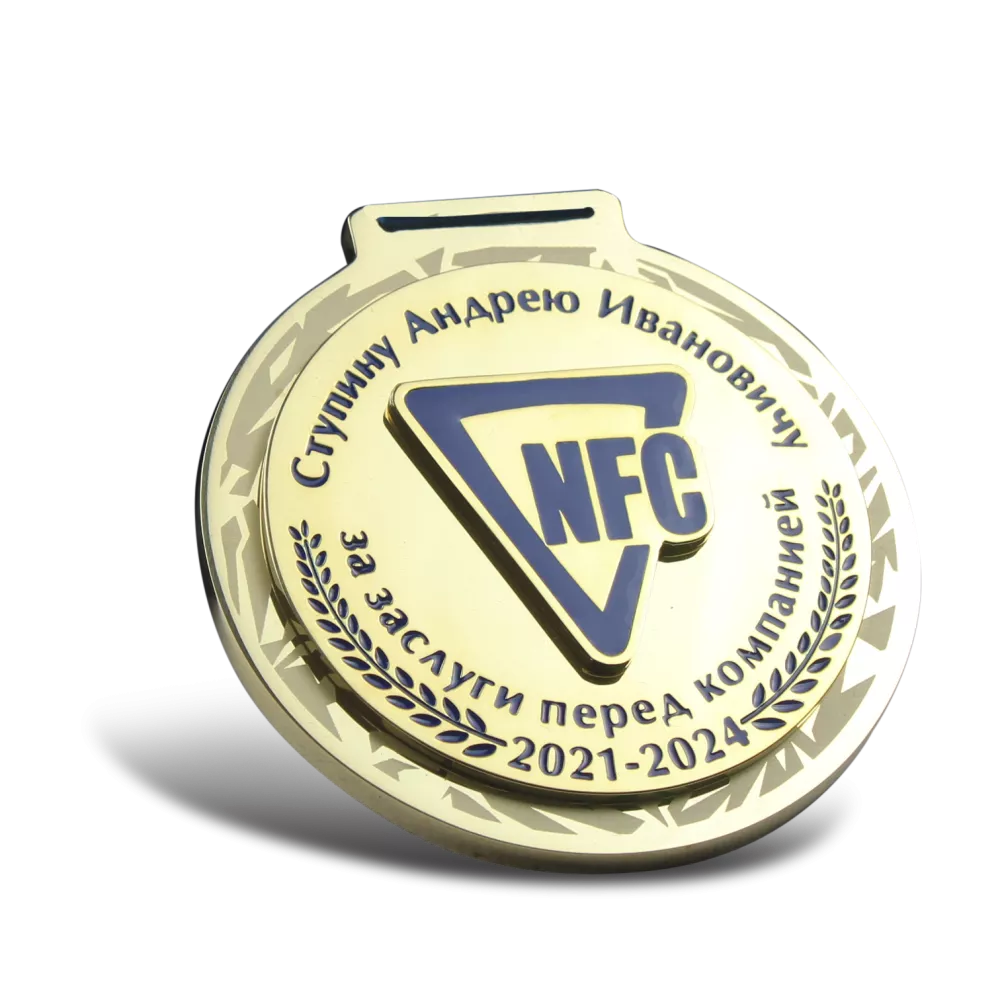 Ступину Андрею Ивановичу
NFC
за заслуги перед компанией
2021-2024